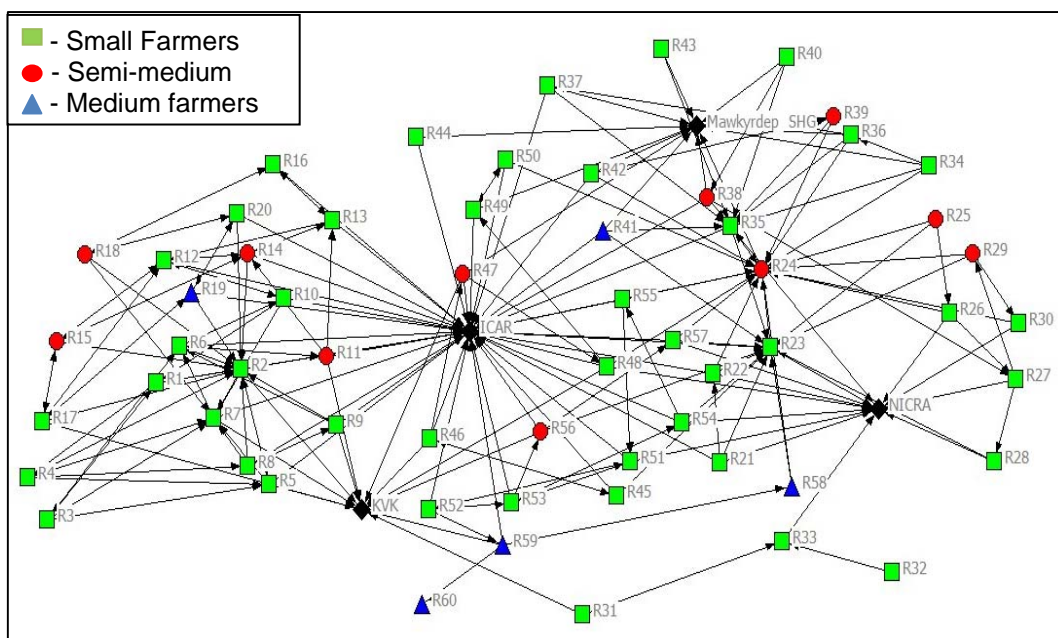 - Small Farmers
- Semi-medium
- Medium farmers
R43
R40
R37
R39
Mawkyrdep SHG
R36
R44
R50
R34
R16
R42
R38
R49
R20
R13
R35
R25
R41
R18
R14
R12
R29
R47
R24
R19
R10
R55
R26
R30
ICAR
R15
R6
R57
R23
R11
R2
R48
R22
R27
R1
NICRA
R7
R17
R9
R54
R56
R46
R8
R51
R21
R28
R4
R5
R58
R45
R53
R52
KVK
R3
R59
R33
R32
R60
R31